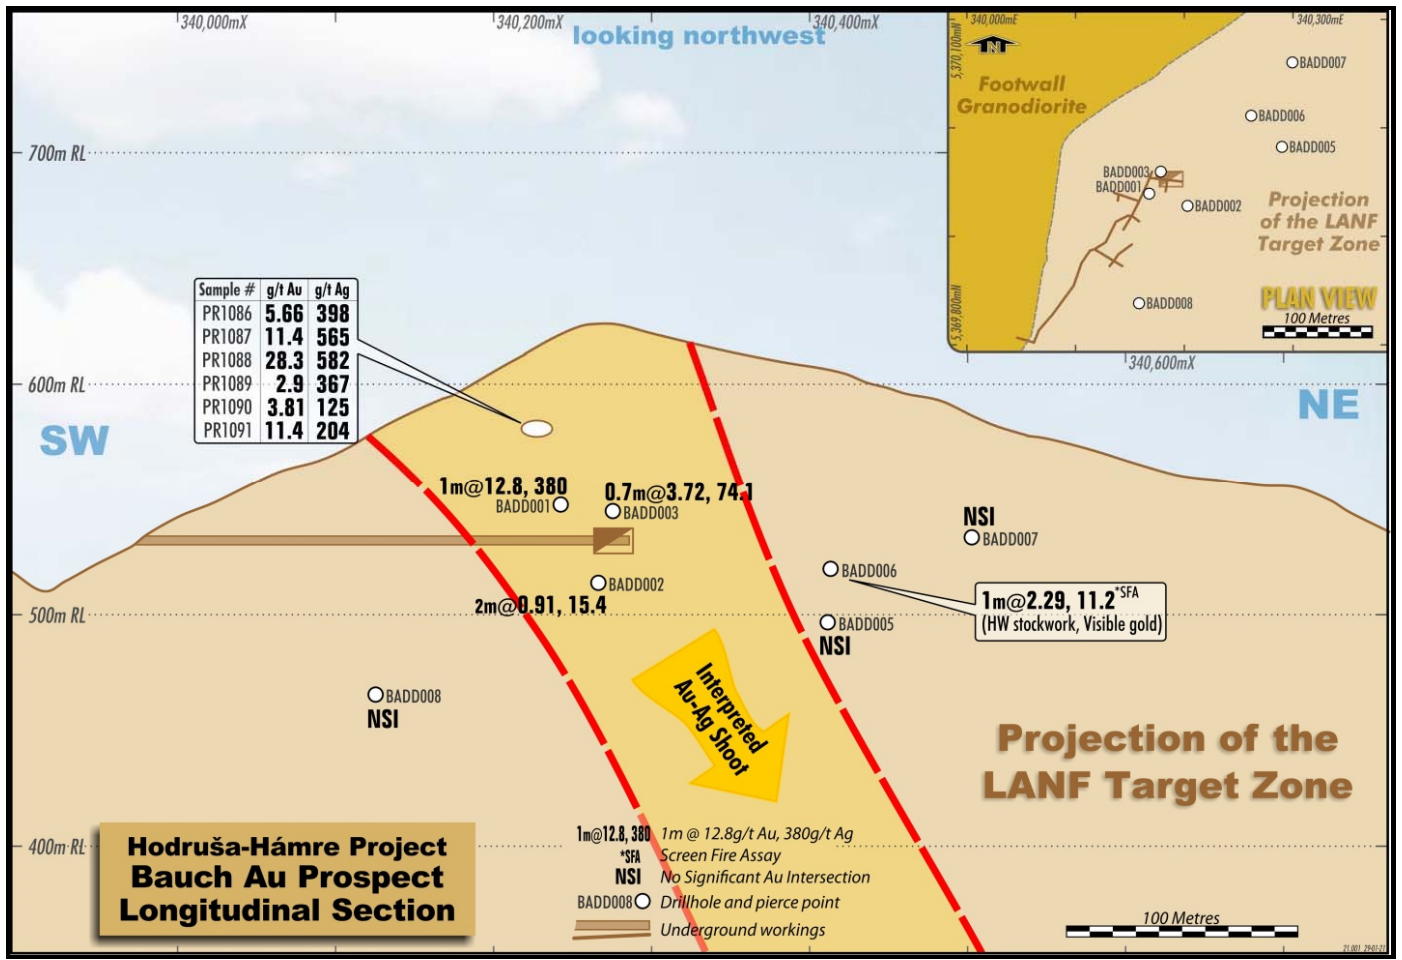 340,000mX
340,200mX
340,400mX
looking northwest
340,000mE
340,300mE
5,370,100mN
N
BADD007
Footwall
Granodiorite
BADD006
BADD005
BADD003
BADD001
BADD002
Projection
of the LANF
Target Zone
BADD008
PLAN VIEW
100 Metres
5,369,800mN
340,600mX
700m RL
Sample # g/t Au g/t Ag
PR1086 5.66 398
PR1087 11.4 565
PR1088 28.3 582
PR1089 2.9 367
PR1090 3.81 125
PR1091 11.4 204
600m RL
SW
NE
1m@12.8, 380
BADD001
0.7m@3.72, 74.1
BADD003
NSI
BADD007
BADD006
BADD002
2m@0.91, 15.4
1m@2.29, 11.2*SFA
(HW stockwork, Visible gold)
500m RL
BADD005
NSI
BADD008
NSI
Interpreted
Au-Ag Shoot
Projection of the
LANF Target Zone
400m RL
Hodruša-Hámre Project
Bauch Au Prospect
Longitudinal Section
1m@12.8, 380 1m @ 12.8g/t Au, 380g/t Ag
*SFA Screen Fire Assay
NSI No Significant Au Intersection
BADD008 Drillhole and pierce point
Underground workings
100 Metres